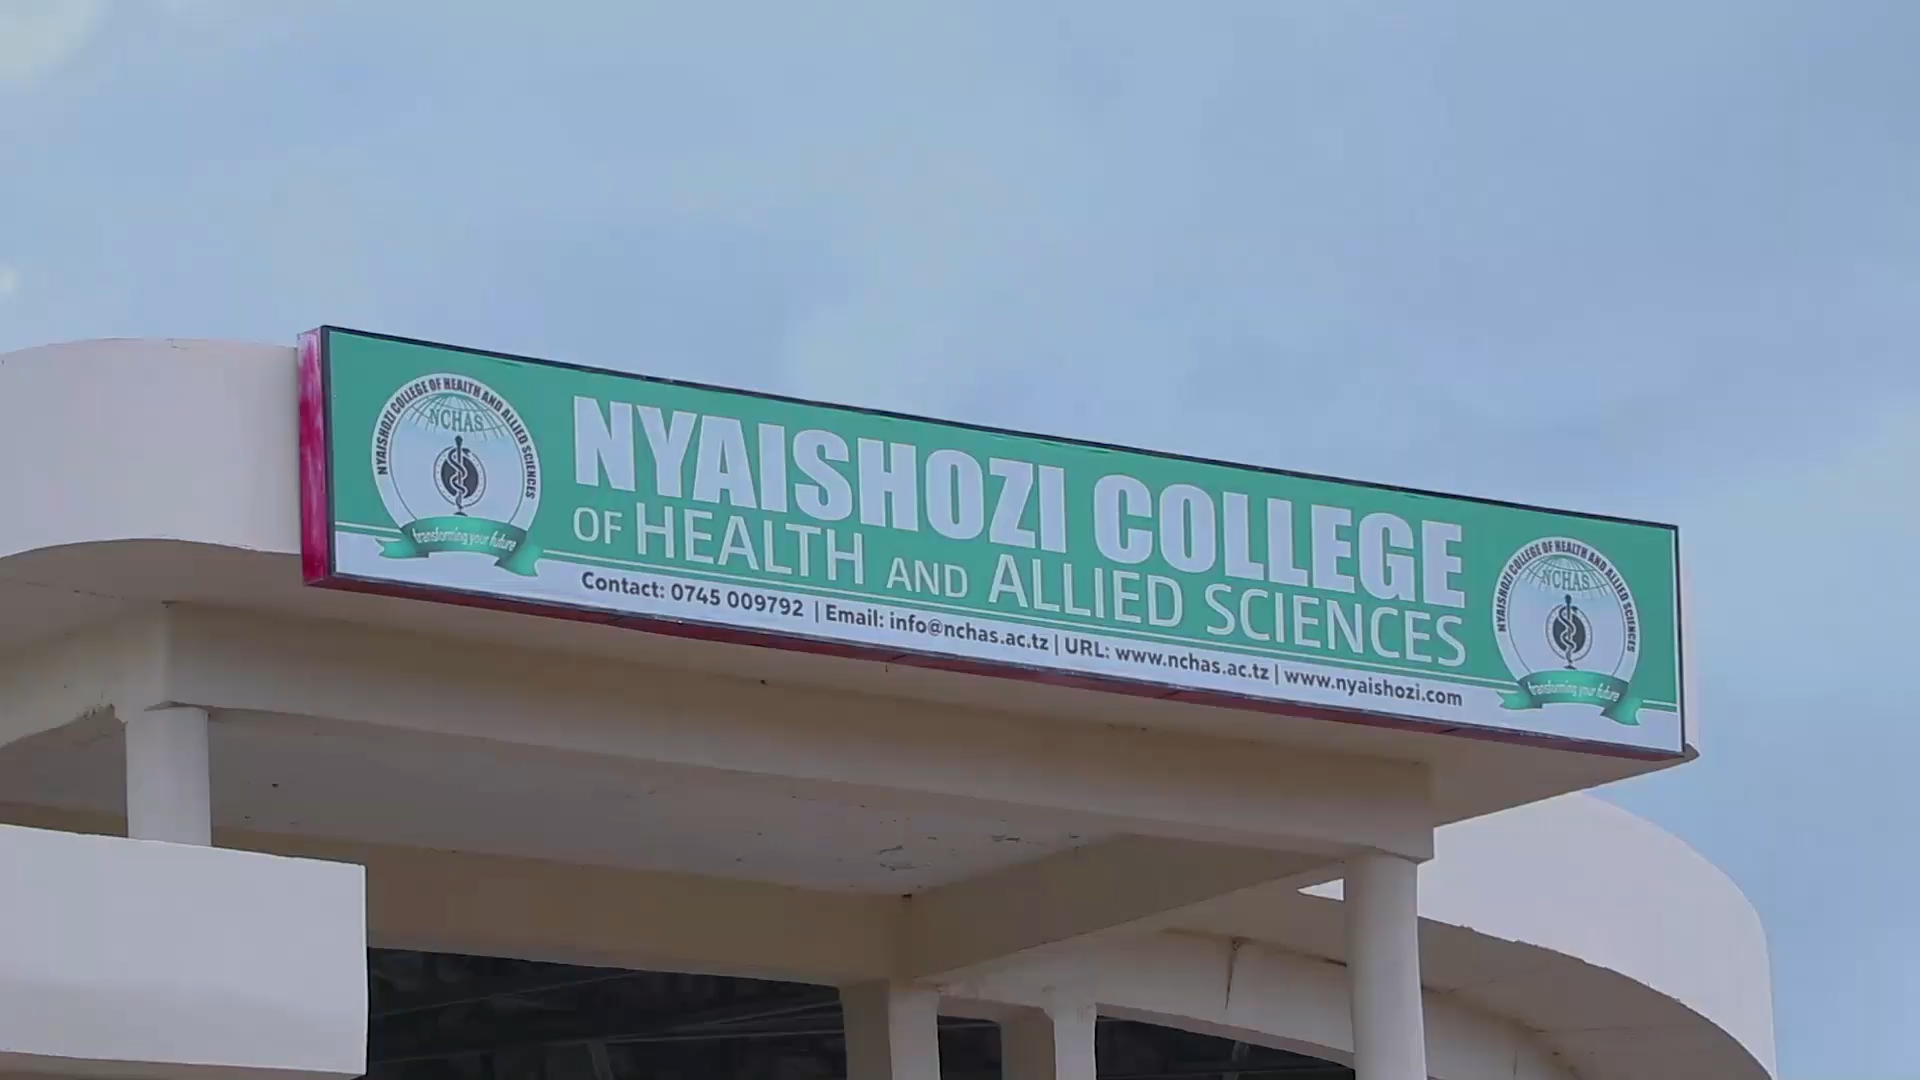 NYAISHOZI COLLEGE OF HEALTH AND ALLIED SCIENCES
NCHAS
transforming your future
NYAISHOZI COLLEGE
OF HEALTH AND ALLIED SCIENCES
Contact: 0745 009792 | Email: info@nchas.ac.tz | URL: www.nchas.ac.tz | www.nyaishozi.com
NYAISHOZI COLLEGE OF HEALTH AND ALLIED SCIENCES
NCHAS
transforming your future